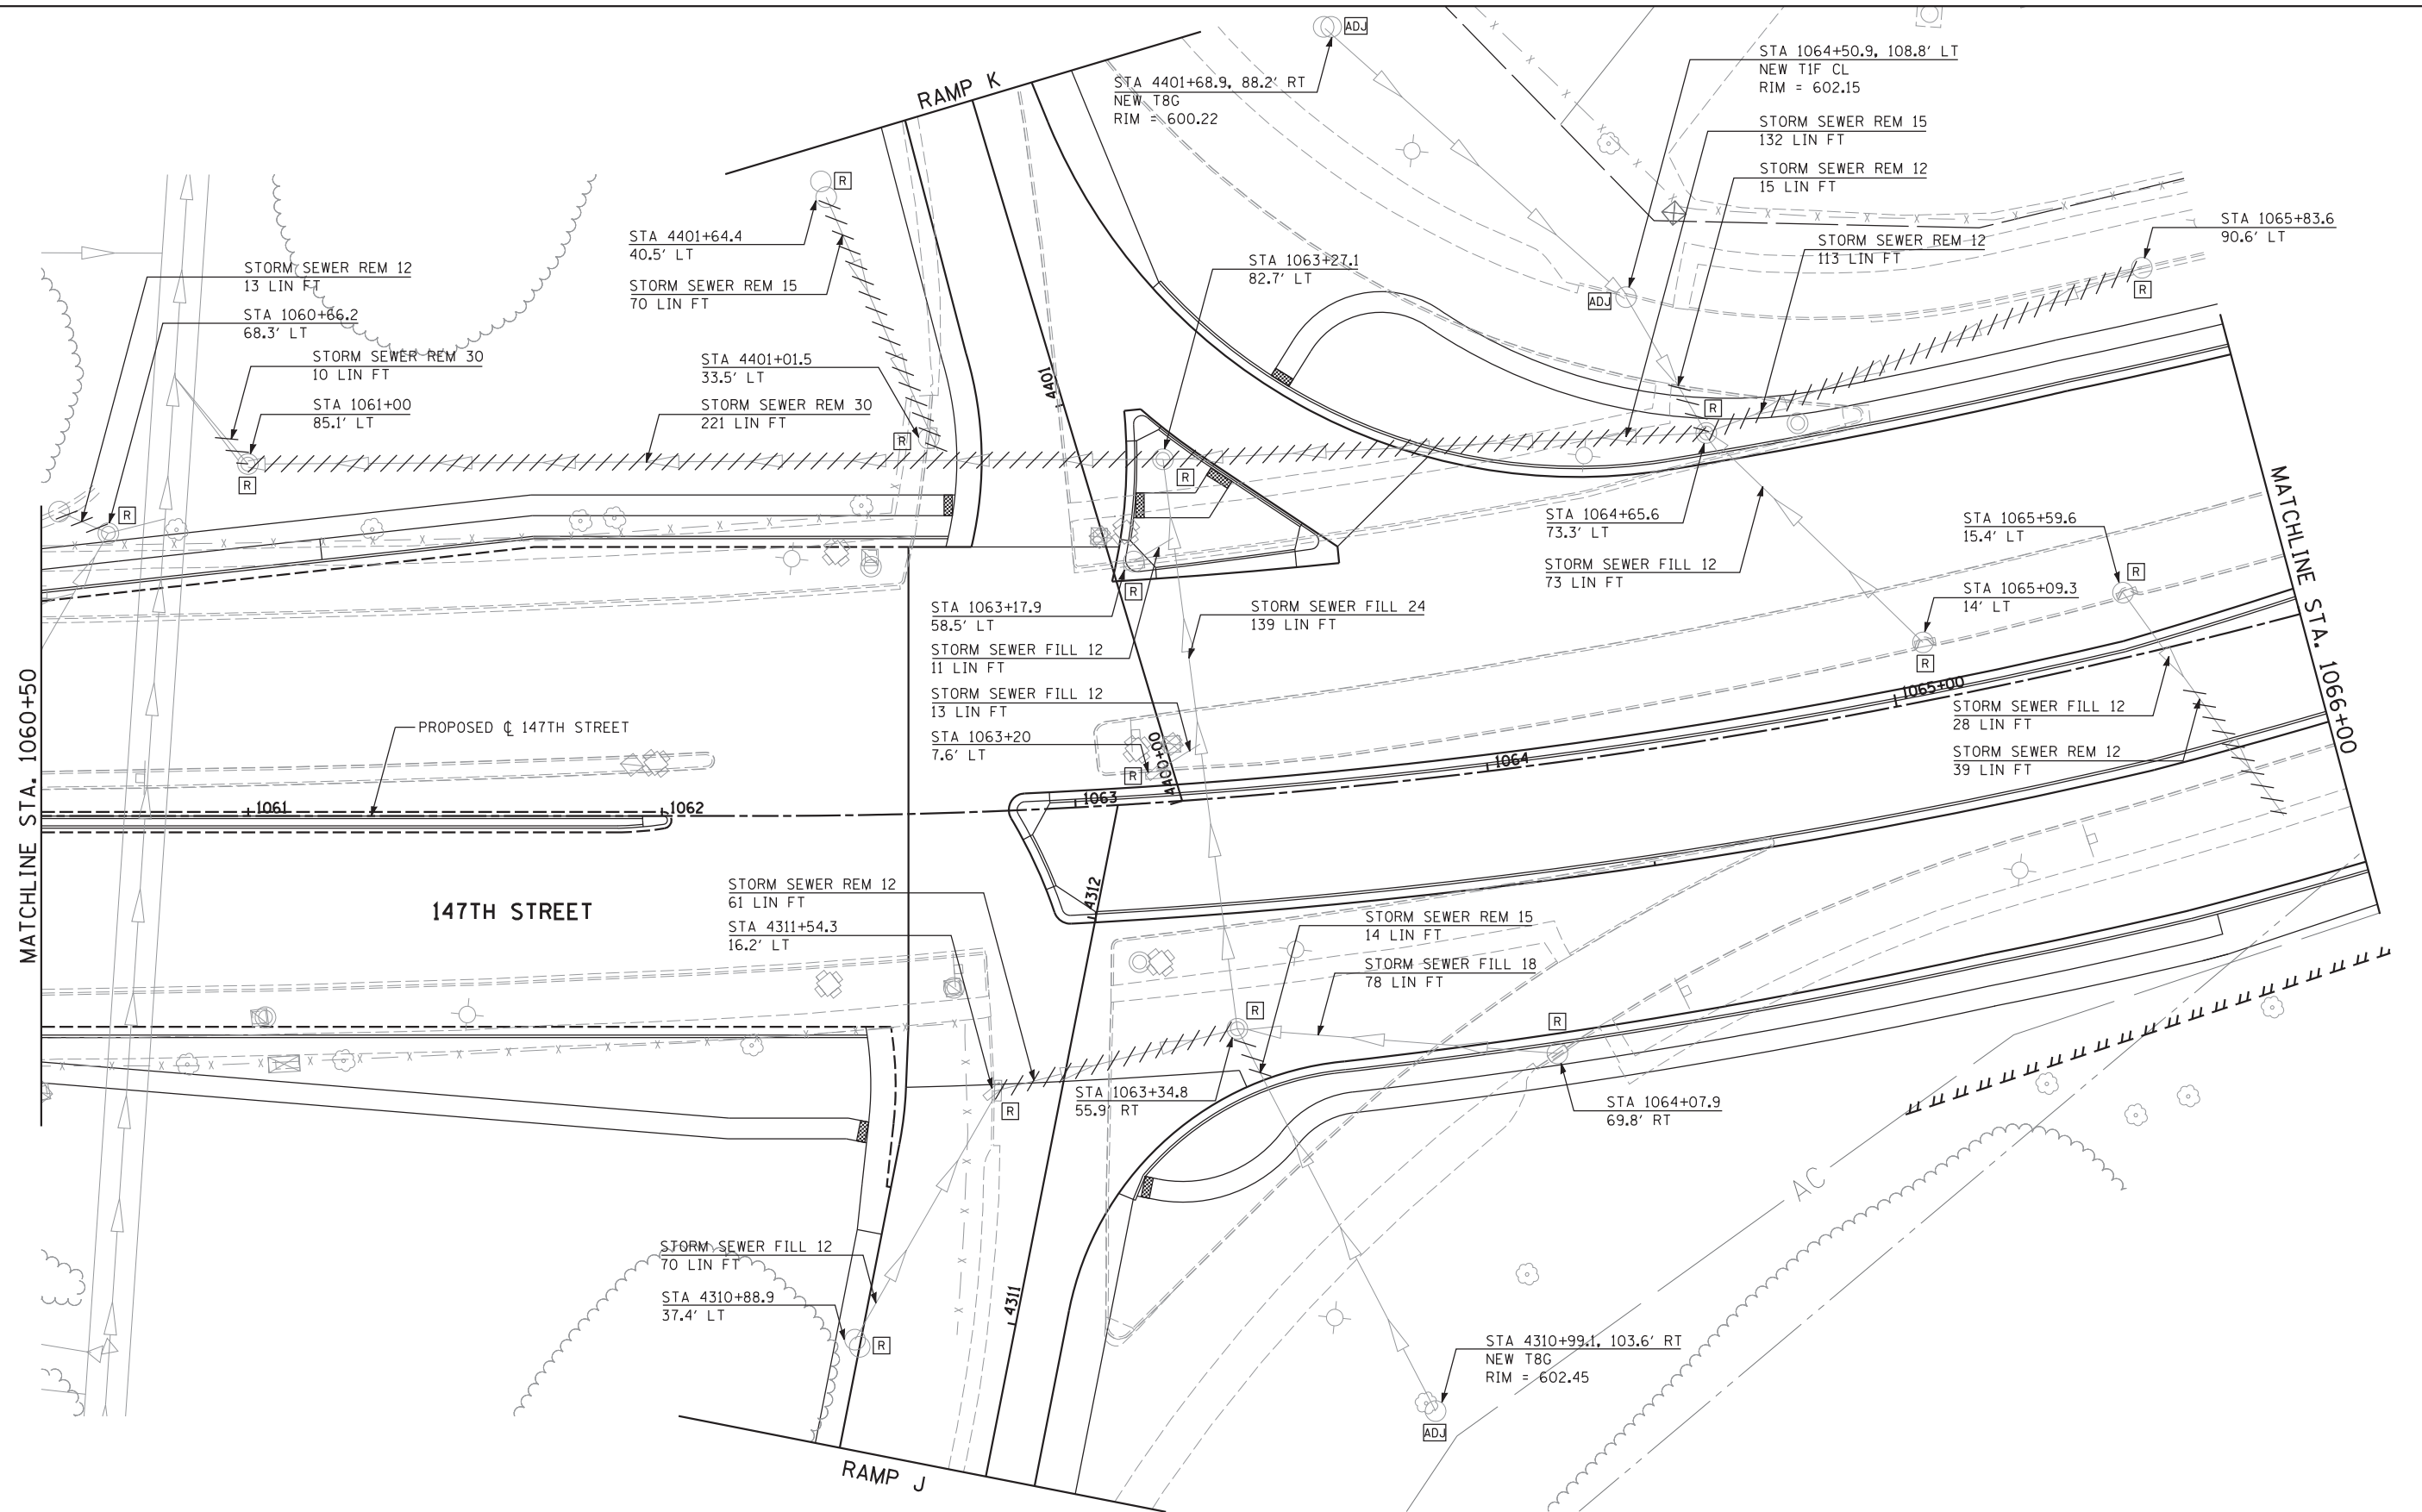 RAMP K
ADJ
STA 4401+68.9, 88.2' RT
NEW T8G
RIM = 600.22
STA 1064+50.9, 108.8' LT
NEW T1F CL
RIM = 602.15
STORM SEWER REM 15
132 LIN FT
STORM SEWER REM 12
15 LIN FT
STORM SEWER REM 12
113 LIN FT
STA 1065+83.6
90.6' LT
R
R
STA 4401+64.4
40.5' LT
STORM SEWER REM 15
70 LIN FT
STA 1063+27.1
82.7' LT
ADJ
STORM SEWER REM 12
13 LIN FT
STA 1060+66.2
68.3' LT
STORM SEWER REM 30
10 LIN FT
STA 1061+00
85.1' LT
STA 4401+01.5
33.5' LT
STORM SEWER REM 30
221 LIN FT
4401
R
R
R
R
R
STA 1064+65.6
73.3' LT
STORM SEWER FILL 12
73 LIN FT
STA 1065+59.6
15.4' LT
R
STA 1065+09.3
14' LT
R
MATCHLINE STA. 1066+00
R
STA 1063+17.9
58.5' LT
STORM SEWER FILL 12
11 LIN FT
STORM SEWER FILL 24
139 LIN FT
STORM SEWER FILL 12
13 LIN FT
STA 1063+20
7.6' LT
R
4400+00
1065+00
STORM SEWER FILL 12
28 LIN FT
STORM SEWER REM 12
39 LIN FT
MATCHLINE STA. 1060+50
PROPOSED ℄ 147TH STREET
1061
1062
1063
1064
147TH STREET
4312
STORM SEWER REM 12
61 LIN FT
STA 4311+54.3
16.2' LT
STORM SEWER REM 15
14 LIN FT
STORM SEWER FILL 18
78 LIN FT
R
R
R
STA 1063+34.8
55.9' RT
STA 1064+07.9
69.8' RT
AC
STORM SEWER FILL 12
70 LIN FT
STA 4310+88.9
37.4' LT
R
4311
STA 4310+99.1, 103.6' RT
NEW T8G
RIM = 602.45
ADJ
RAMP J